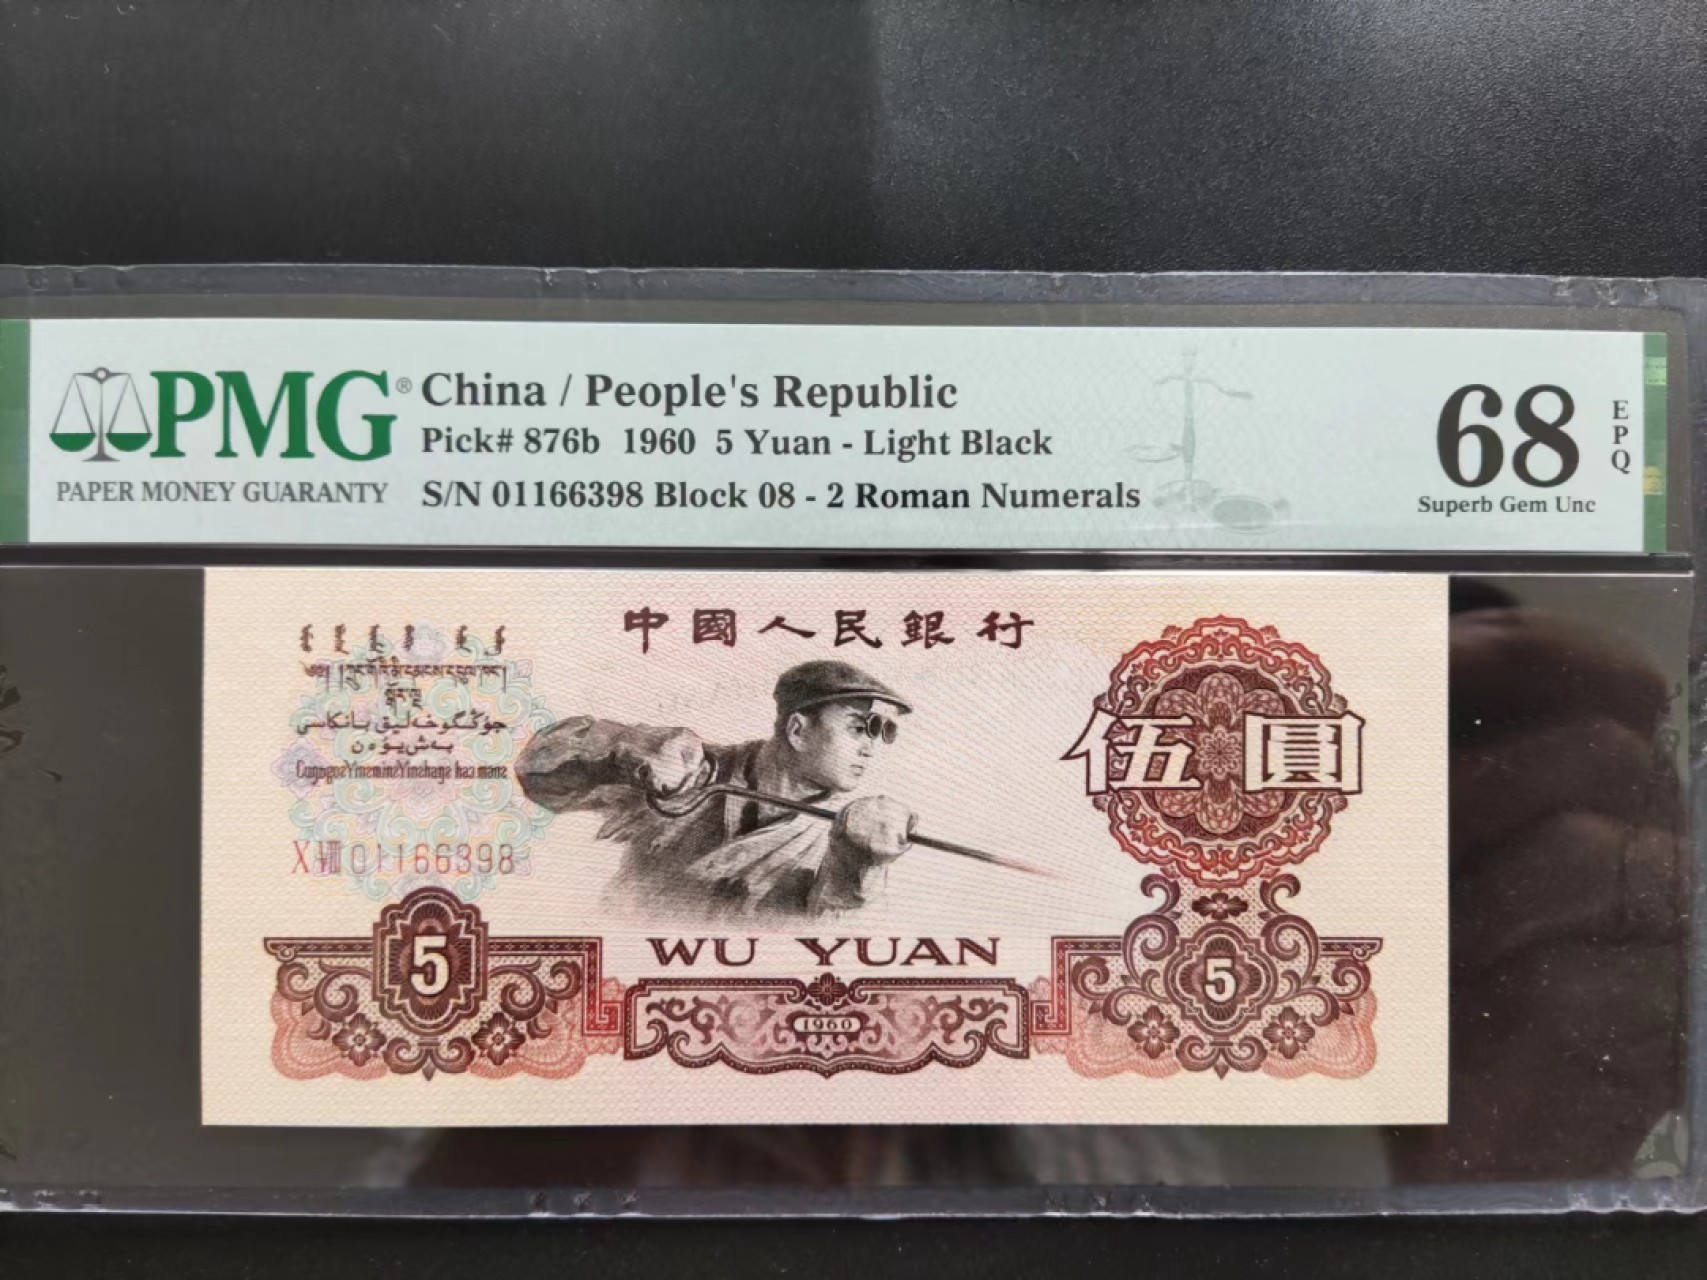 PMG® China / People's Republic
Pick# 876b 1960 5 Yuan - Light Black
PAPER MONEY GUARANTY S/N 01166398 Block 08 - 2 Roman Numerals
68 EPQ
Superb Gem Unc
中國人民銀行
伍圓
X VIII 01166398
5 WU YUAN 5
1960